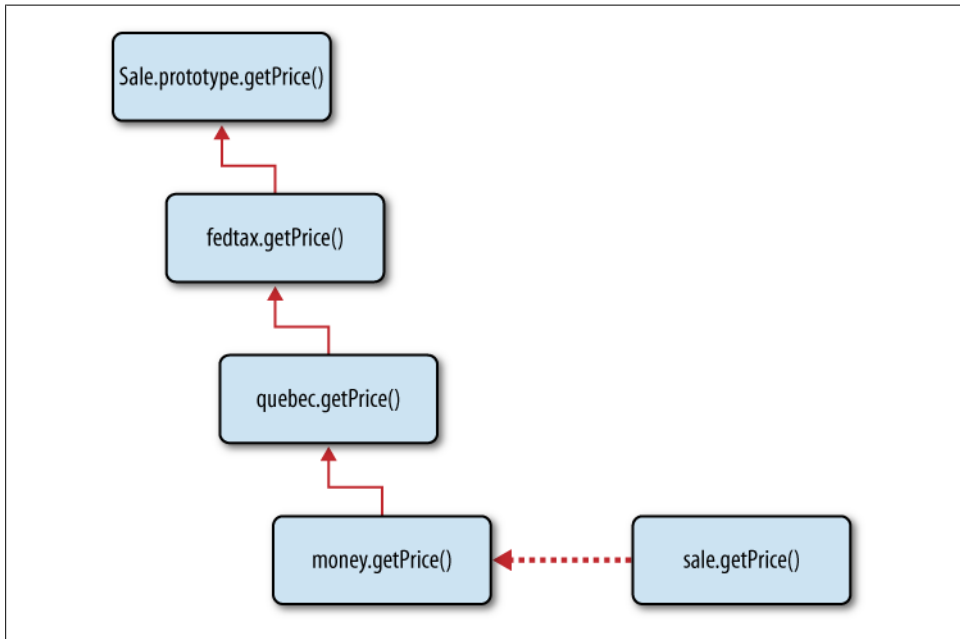 Sale.prototype.getPrice()
fedtax.getPrice()
quebec.getPrice()
money.getPrice()
sale.getPrice()